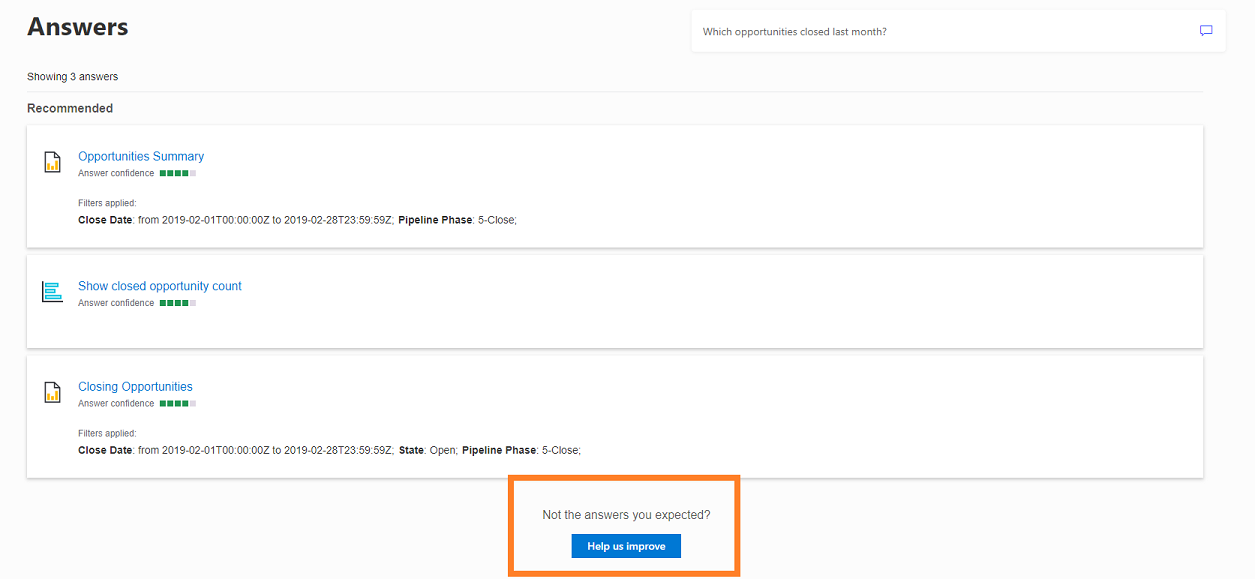 Answers
Which opportunities closed last month?
Showing 3 answers
Recommended
Opportunities Summary
Answer confidence
Filters applied:
Close Date: from 2019-02-01T00:00:00Z to 2019-02-28T23:59:59Z; Pipeline Phase: 5-Close;
Show closed opportunity count
Answer confidence
Closing Opportunities
Answer confidence
Filters applied:
Close Date: from 2019-02-01T00:00:00Z to 2019-02-28T23:59:59Z; State: Open; Pipeline Phase: 5-Close;
Not the answers you expected?
Help us improve